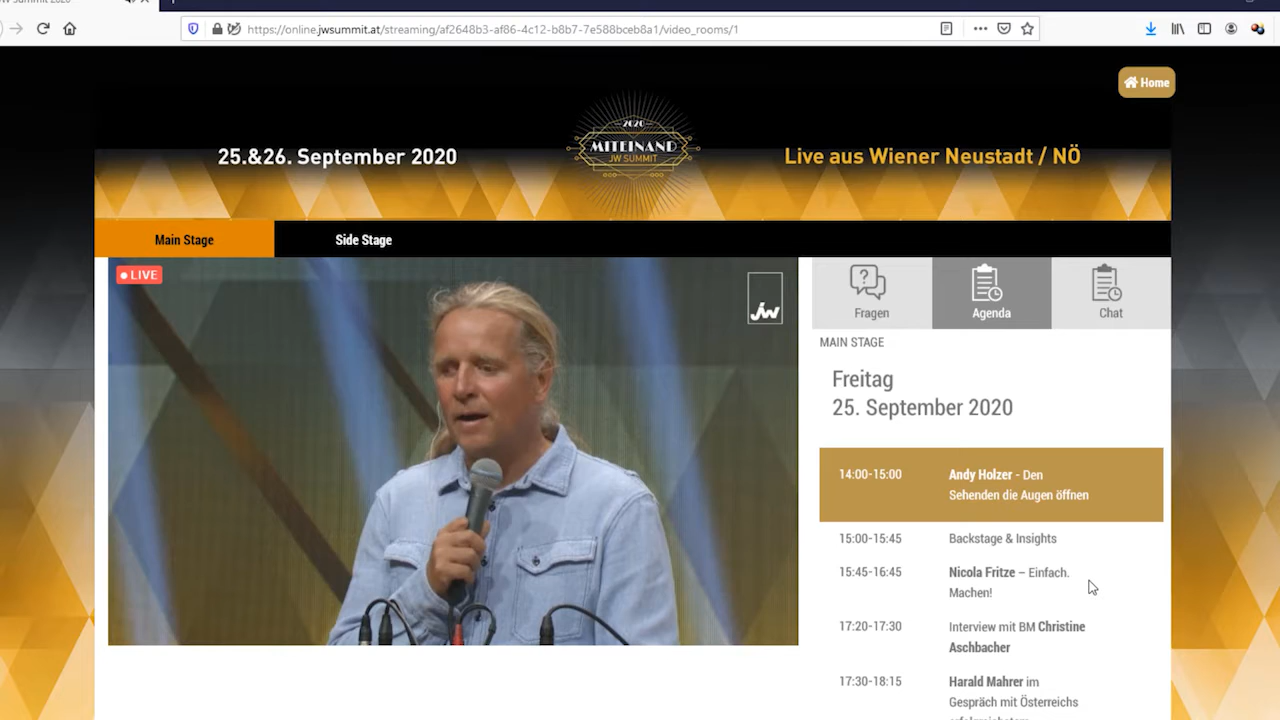 https://online.jwsummit.at/streaming/af2648b3-af86-4c12-b8b7-7e588bceb8a1/video_rooms/1
Home
25.&26. September 2020
2020
MITEINAND
JW SUMMIT
Live aus Wiener Neustadt / NÖ
Main Stage
Side Stage
LIVE
jw
Fragen
Agenda
Chat
MAIN STAGE
Freitag
25. September 2020
14:00-15:00
Andy Holzer - Den
Sehenden die Augen öffnen
15:00-15:45
Backstage & Insights
15:45-16:45
Nicola Fritze – Einfach.
Machen!
17:20-17:30
Interview mit BM Christine
Aschbacher
17:30-18:15
Harald Mahrer im
Gespräch mit Österreichs